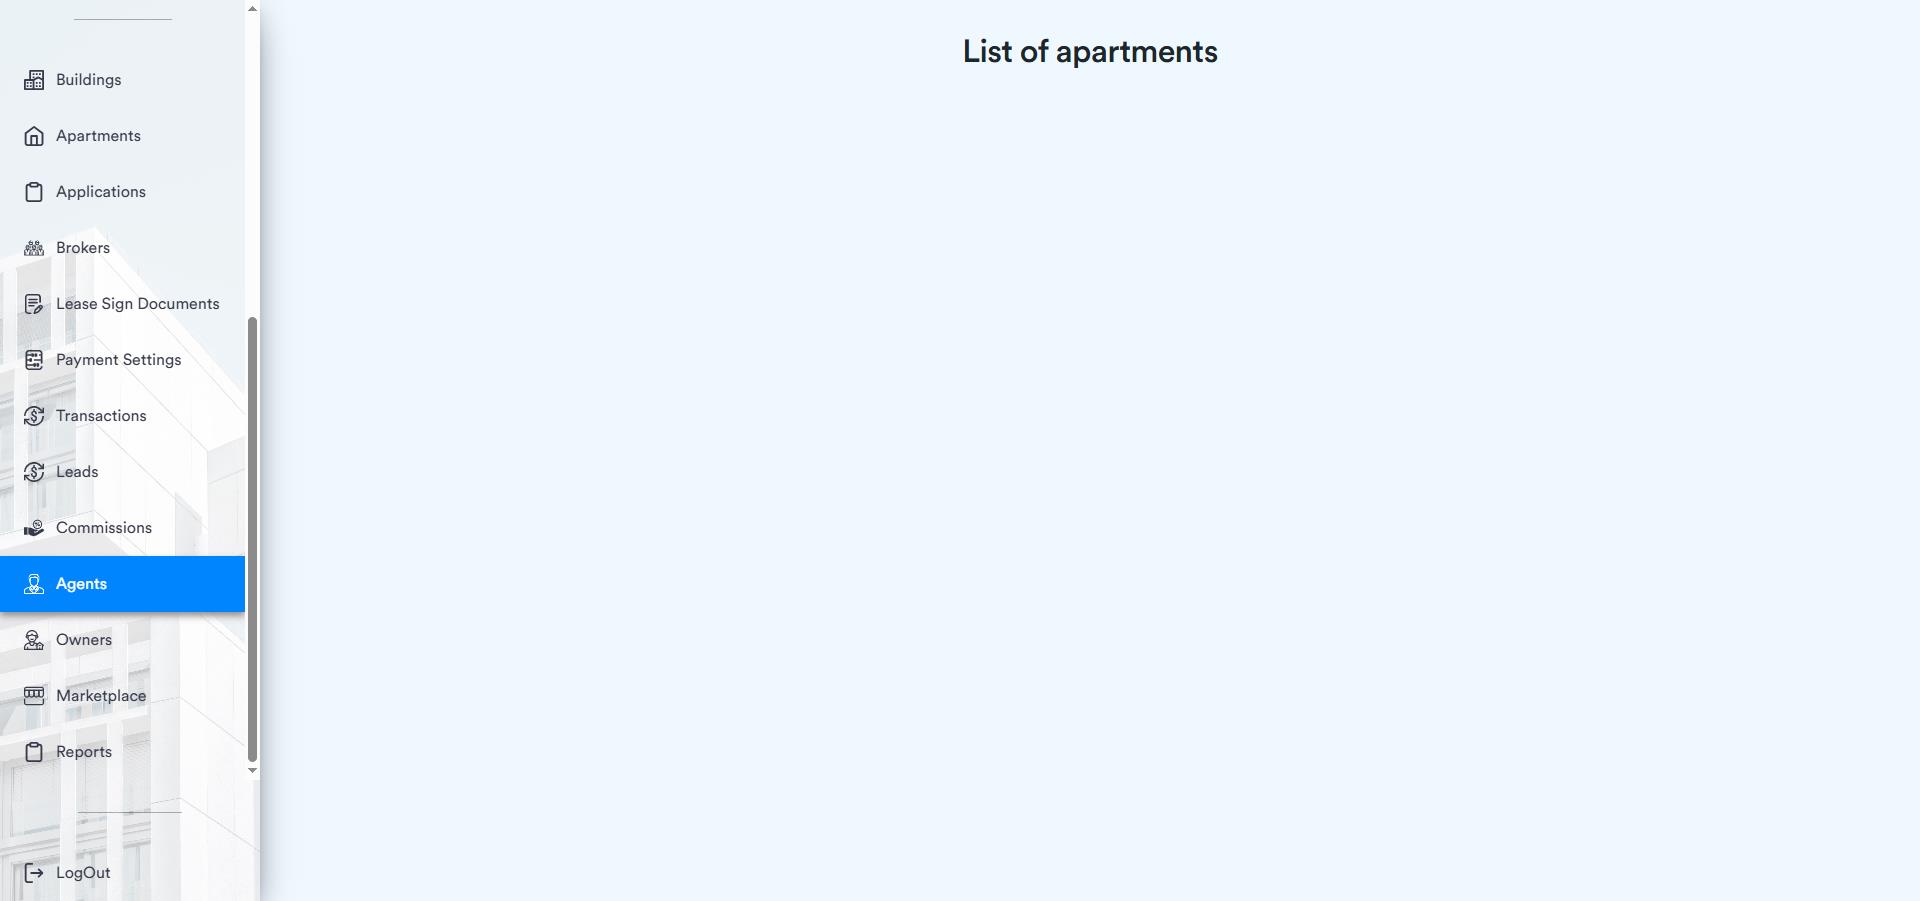 List of apartments
Buildings
Apartments
Applications
Brokers
Lease Sign Documents
Payment Settings
Transactions
Leads
Commissions
Agents
Owners
Marketplace
Reports
LogOut